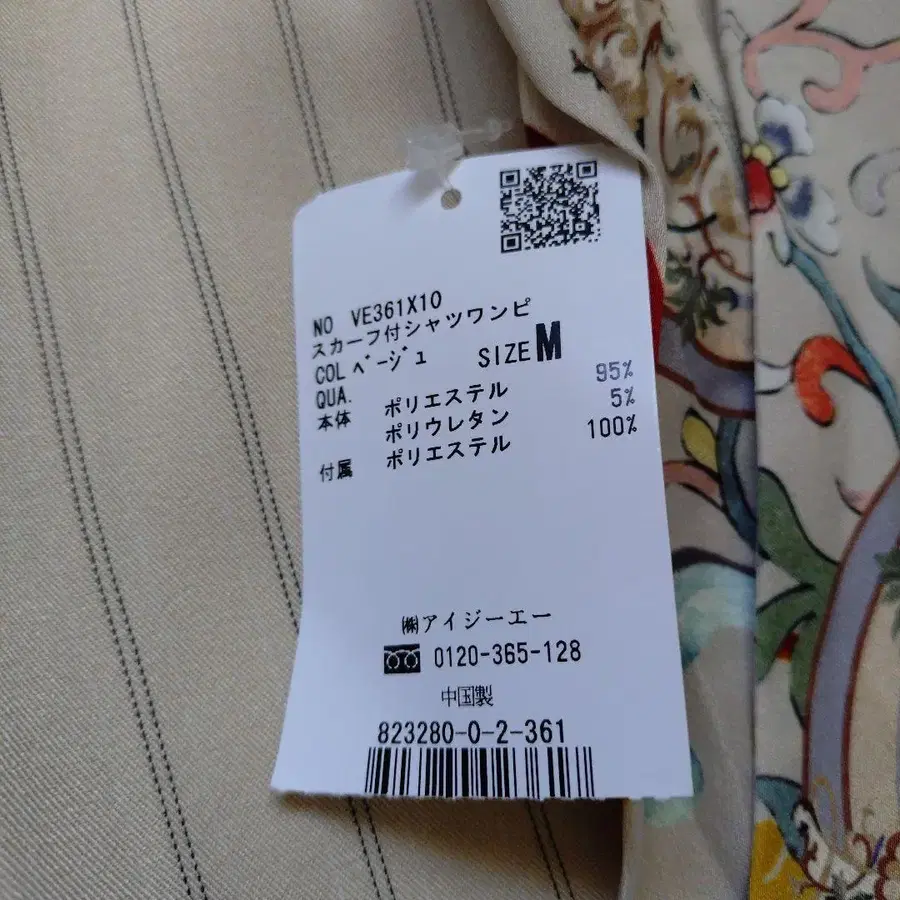 NO VE361X10
スカーフ付シャツワンピ
COL ベージュ SIZE M
QUA.
本体 ポリエステル 95%
ポリウレタン 5%
付属 ポリエステル 100%
㈱アイジーエー
0120-365-128
中国製
823280-0-2-361